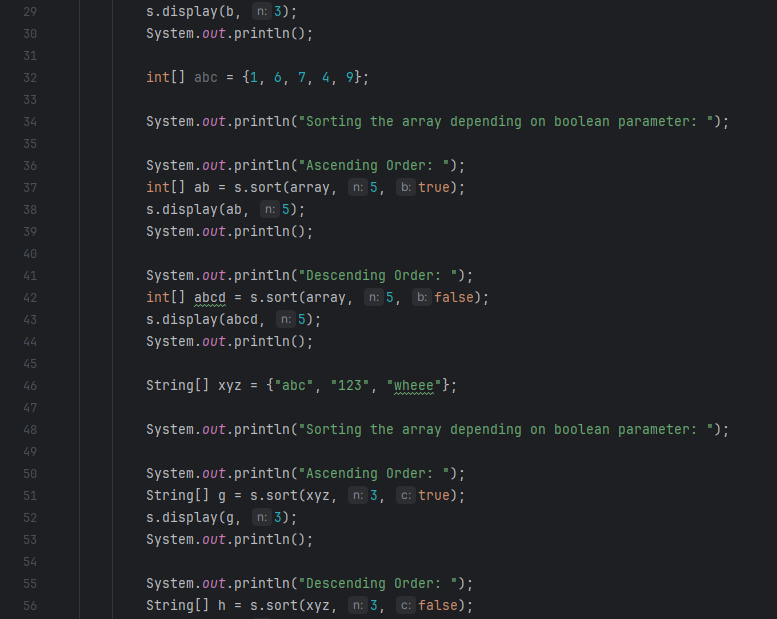 29 s.display(b, n: 3);
30 System.out.println();
31
32 int[] abc = {1, 6, 7, 4, 9};
33
34 System.out.println("Sorting the array depending on boolean parameter: ");
35
36 System.out.println("Ascending Order: ");
37 int[] ab = s.sort(array, n: 5, b: true);
38 s.display(ab, n: 5);
39 System.out.println();
40
41 System.out.println("Descending Order: ");
42 int[] abcd = s.sort(array, n: 5, b: false);
43 s.display(abcd, n: 5);
44 System.out.println();
45
46 String[] xyz = {"abc", "123", "wheee"};
47
48 System.out.println("Sorting the array depending on boolean parameter: ");
49
50 System.out.println("Ascending Order: ");
51 String[] g = s.sort(xyz, n: 3, c: true);
52 s.display(g, n: 3);
53 System.out.println();
54
55 System.out.println("Descending Order: ");
56 String[] h = s.sort(xyz, n: 3, c: false);